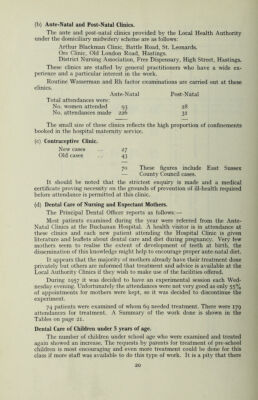 (b) Ante-Natal and Post-Natal Clinics.
The ante and post-natal clinics provided by the Local Health Authority
under the domiciliary midwifery scheme are as follows:
Arthur Blackman Clinic, Battle Road, St. Leonards.
Ore Clinic, Old London Road, Hastings.
District Nursing Association, Free Dispensary, High Street, Hastings.
These clinics are staffed by general practitioners who have a wide ex-
perience and a particular interest in the work.
Routine Wasserman and Rh factor examinations are carried out at these
clinics.
Ante-Natal Post-Natal
Total attendances were:
No. women attended 93 28
No. attendances made 226 32
The small size of these clinics reflects the high proportion of confinements
booked in the hospital maternity service.
(c) Contraceptive Clinic.
New cases ... 27
Old cases ... 43
70 These figures include East Sussex
County Council cases.
It should be noted that the strictest enquiry is made and a medical
certificate proving necessity on the grounds of prevention of ill-health required
before attendance is permitted at this clinic.
(d) Dental Care of Nursing and Expectant Mothers.
The Principal Dental Officer reports as follows:—
Most patients examined during the year were referred from the Ante-
Natal Clinics at the Buchanan Hospital. A health visitor is in attendance at
these clinics and each new patient attending the Hospital Clinic is given
literature and leaflets about dental care and diet during pregnancy. Very few
mothers seem to realise the extent of development of teeth at birth, the
dissemination of this knowledge might help to encourage proper ante-natal diet.
It appears that the majority of mothers already have their treatment done
privately but others are informed that treatment and advice is available at the
Local Authority Clinics if they wish to make use of the facilities offered.
During 1957 it was decided to have an experimental session each Wed-
nesday evening. Unfortunately the attendances were not very good as only 55%
of appointments for mothers were kept, so it was decided to discontinue the
experiment.
74 patients were examined of whom 69 needed treatment. There were 179
attendances for treatment. A Summary of the work done is shown in the
Tables on page 21.
Dental Care of Children under 5 years of age.
The number of children under school age who were examined and treated
again showed an increase. The requests by parents for treatment of pre-school
children is most encouraging and even more treatment could be done for this
class if more staff was available to do this type of work. It is a pity that there
20